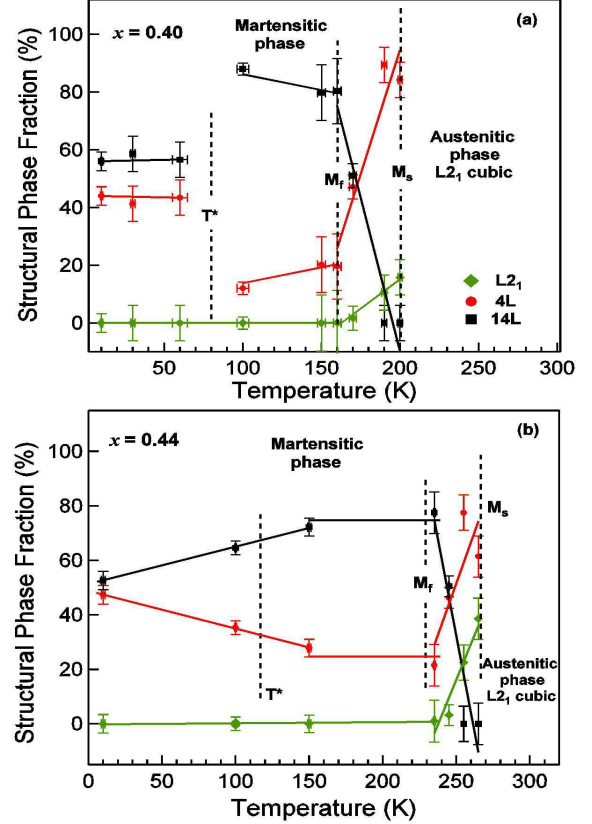 (a)
x = 0.40
Martensitic
phase
100
80
60
40
20
0
Structural Phase Fraction (%)
T*
Mf
Ms
Austenitic
phase
L21 cubic
L21
4L
14L
0
50
100
150
200
250
300
Temperature (K)
(b)
x = 0.44
Martensitic
phase
100
80
60
40
20
0
Structural Phase Fraction (%)
T*
Mf
Ms
Austenitic
phase
L21 cubic
0
50
100
150
200
250
300
Temperature (K)